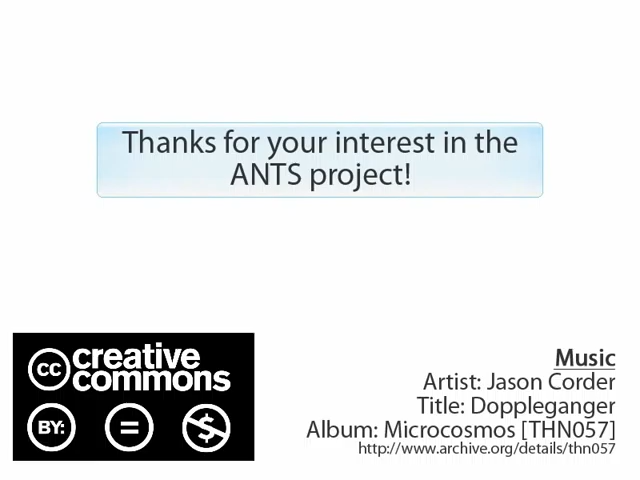 Thanks for your interest in the
ANTS project!
cc creative
commons
BY: = $
Music
Artist: Jason Corder
Title: Doppleganger
Album: Microcosmos [THN057]
http://www.archive.org/details/thn057